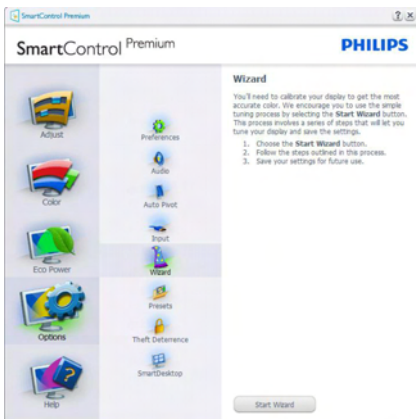 SmartControl Premium
SmartControl Premium
PHILIPS
Adjust
Color
Eco Power
Options
Help
Preferences
Audio
Auto Pivot
Input
Wizard
Presets
Theft Deterrence
SmartDesktop
Wizard
You'll need to calibrate your display to get the most
accurate color. We encourage you to use the simple
tuning process by selecting the Start Wizard button.
This process involves a series of steps that will let you
tune your display and save the settings.
1. Choose the Start Wizard button.
2. Follow the steps outlined in this process.
3. Save your settings for future use.
Start Wizard